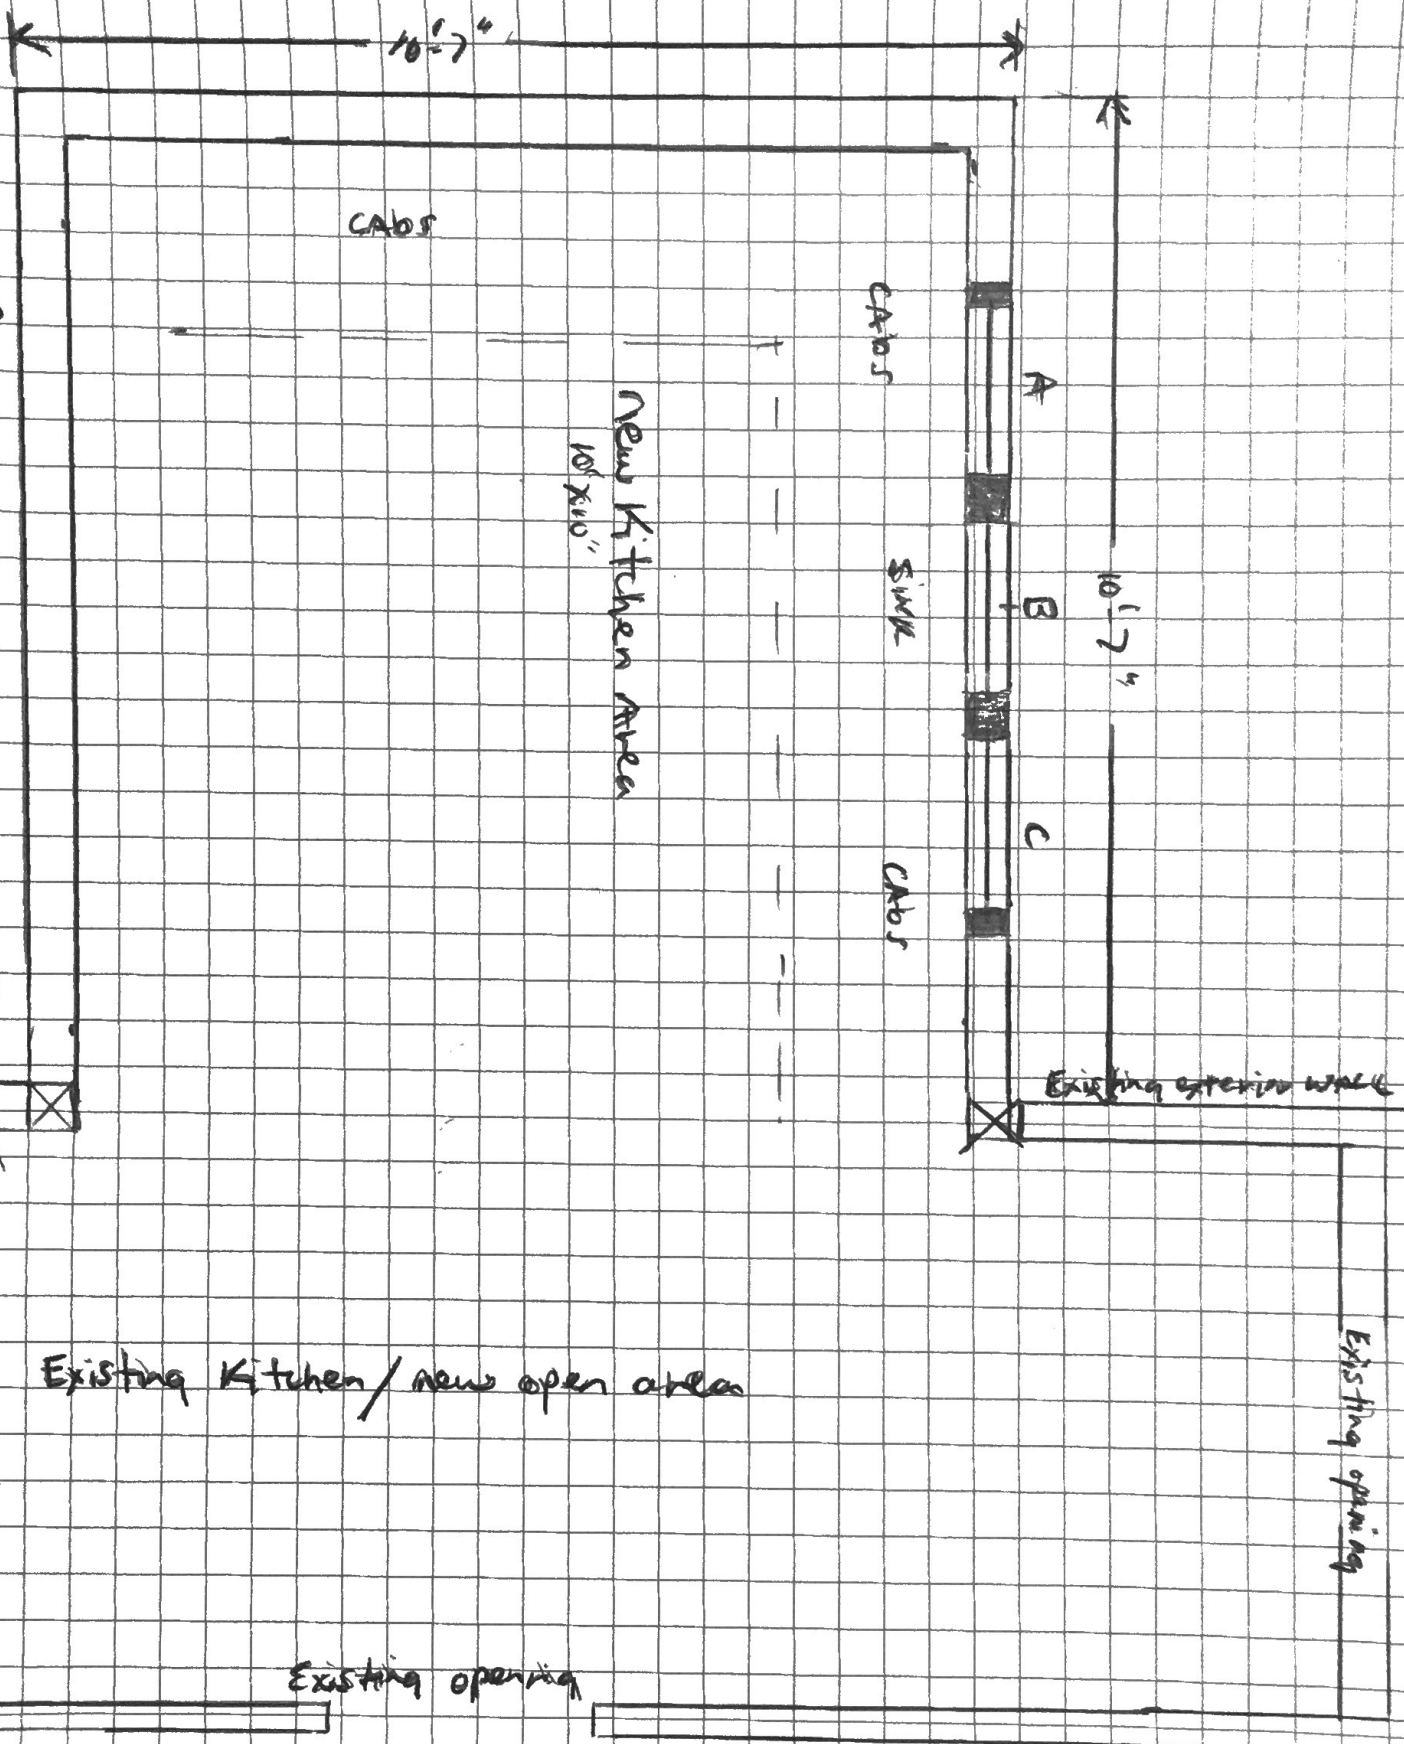 10'-7"
CAbs
CAbs
A
New Kitchen Area
10'x10"
Sink
B
10'-7"
C
CAbs
Existing exterior wall
Existing Kitchen/new open area
Existing opening
Existing opening